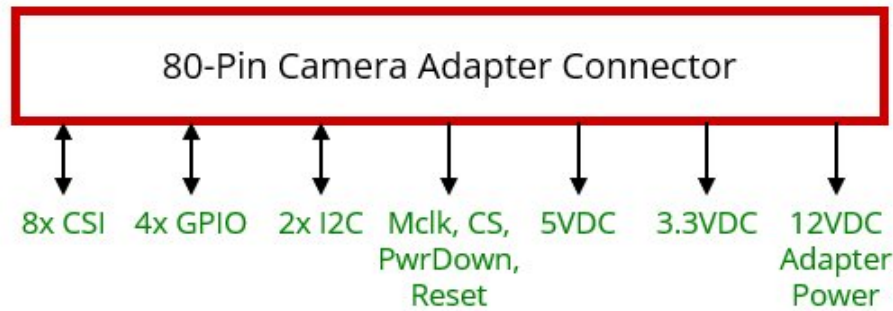 80-Pin Camera Adapter Connector
8x CSI
4x GPIO
2x I2C
Mclk, CS,
PwrDown,
Reset
5VDC
3.3VDC
12VDC
Adapter
Power